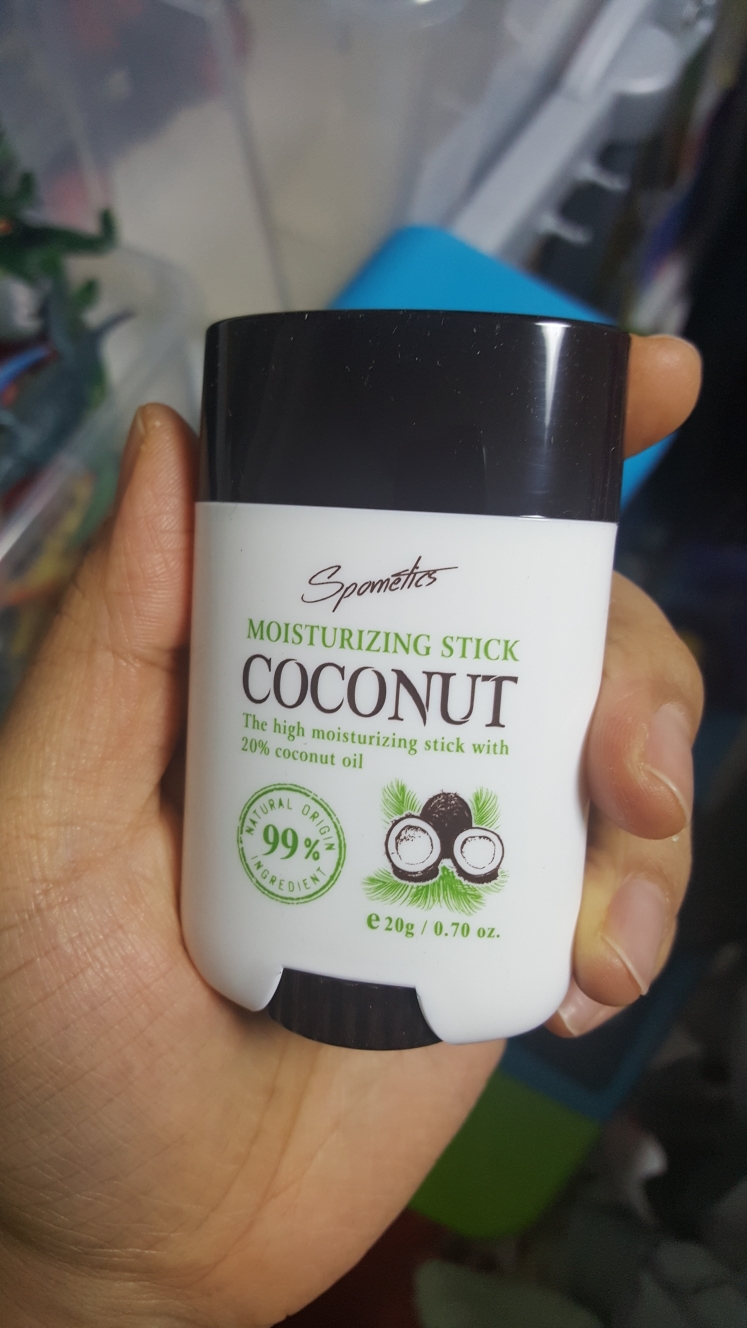 Spometics
MOISTURIZING STICK
COCONUT
The high moisturizing stick with
20% coconut oil
NATURAL ORIGIN
99%
INGREDIENT
e 20g / 0.70 oz.